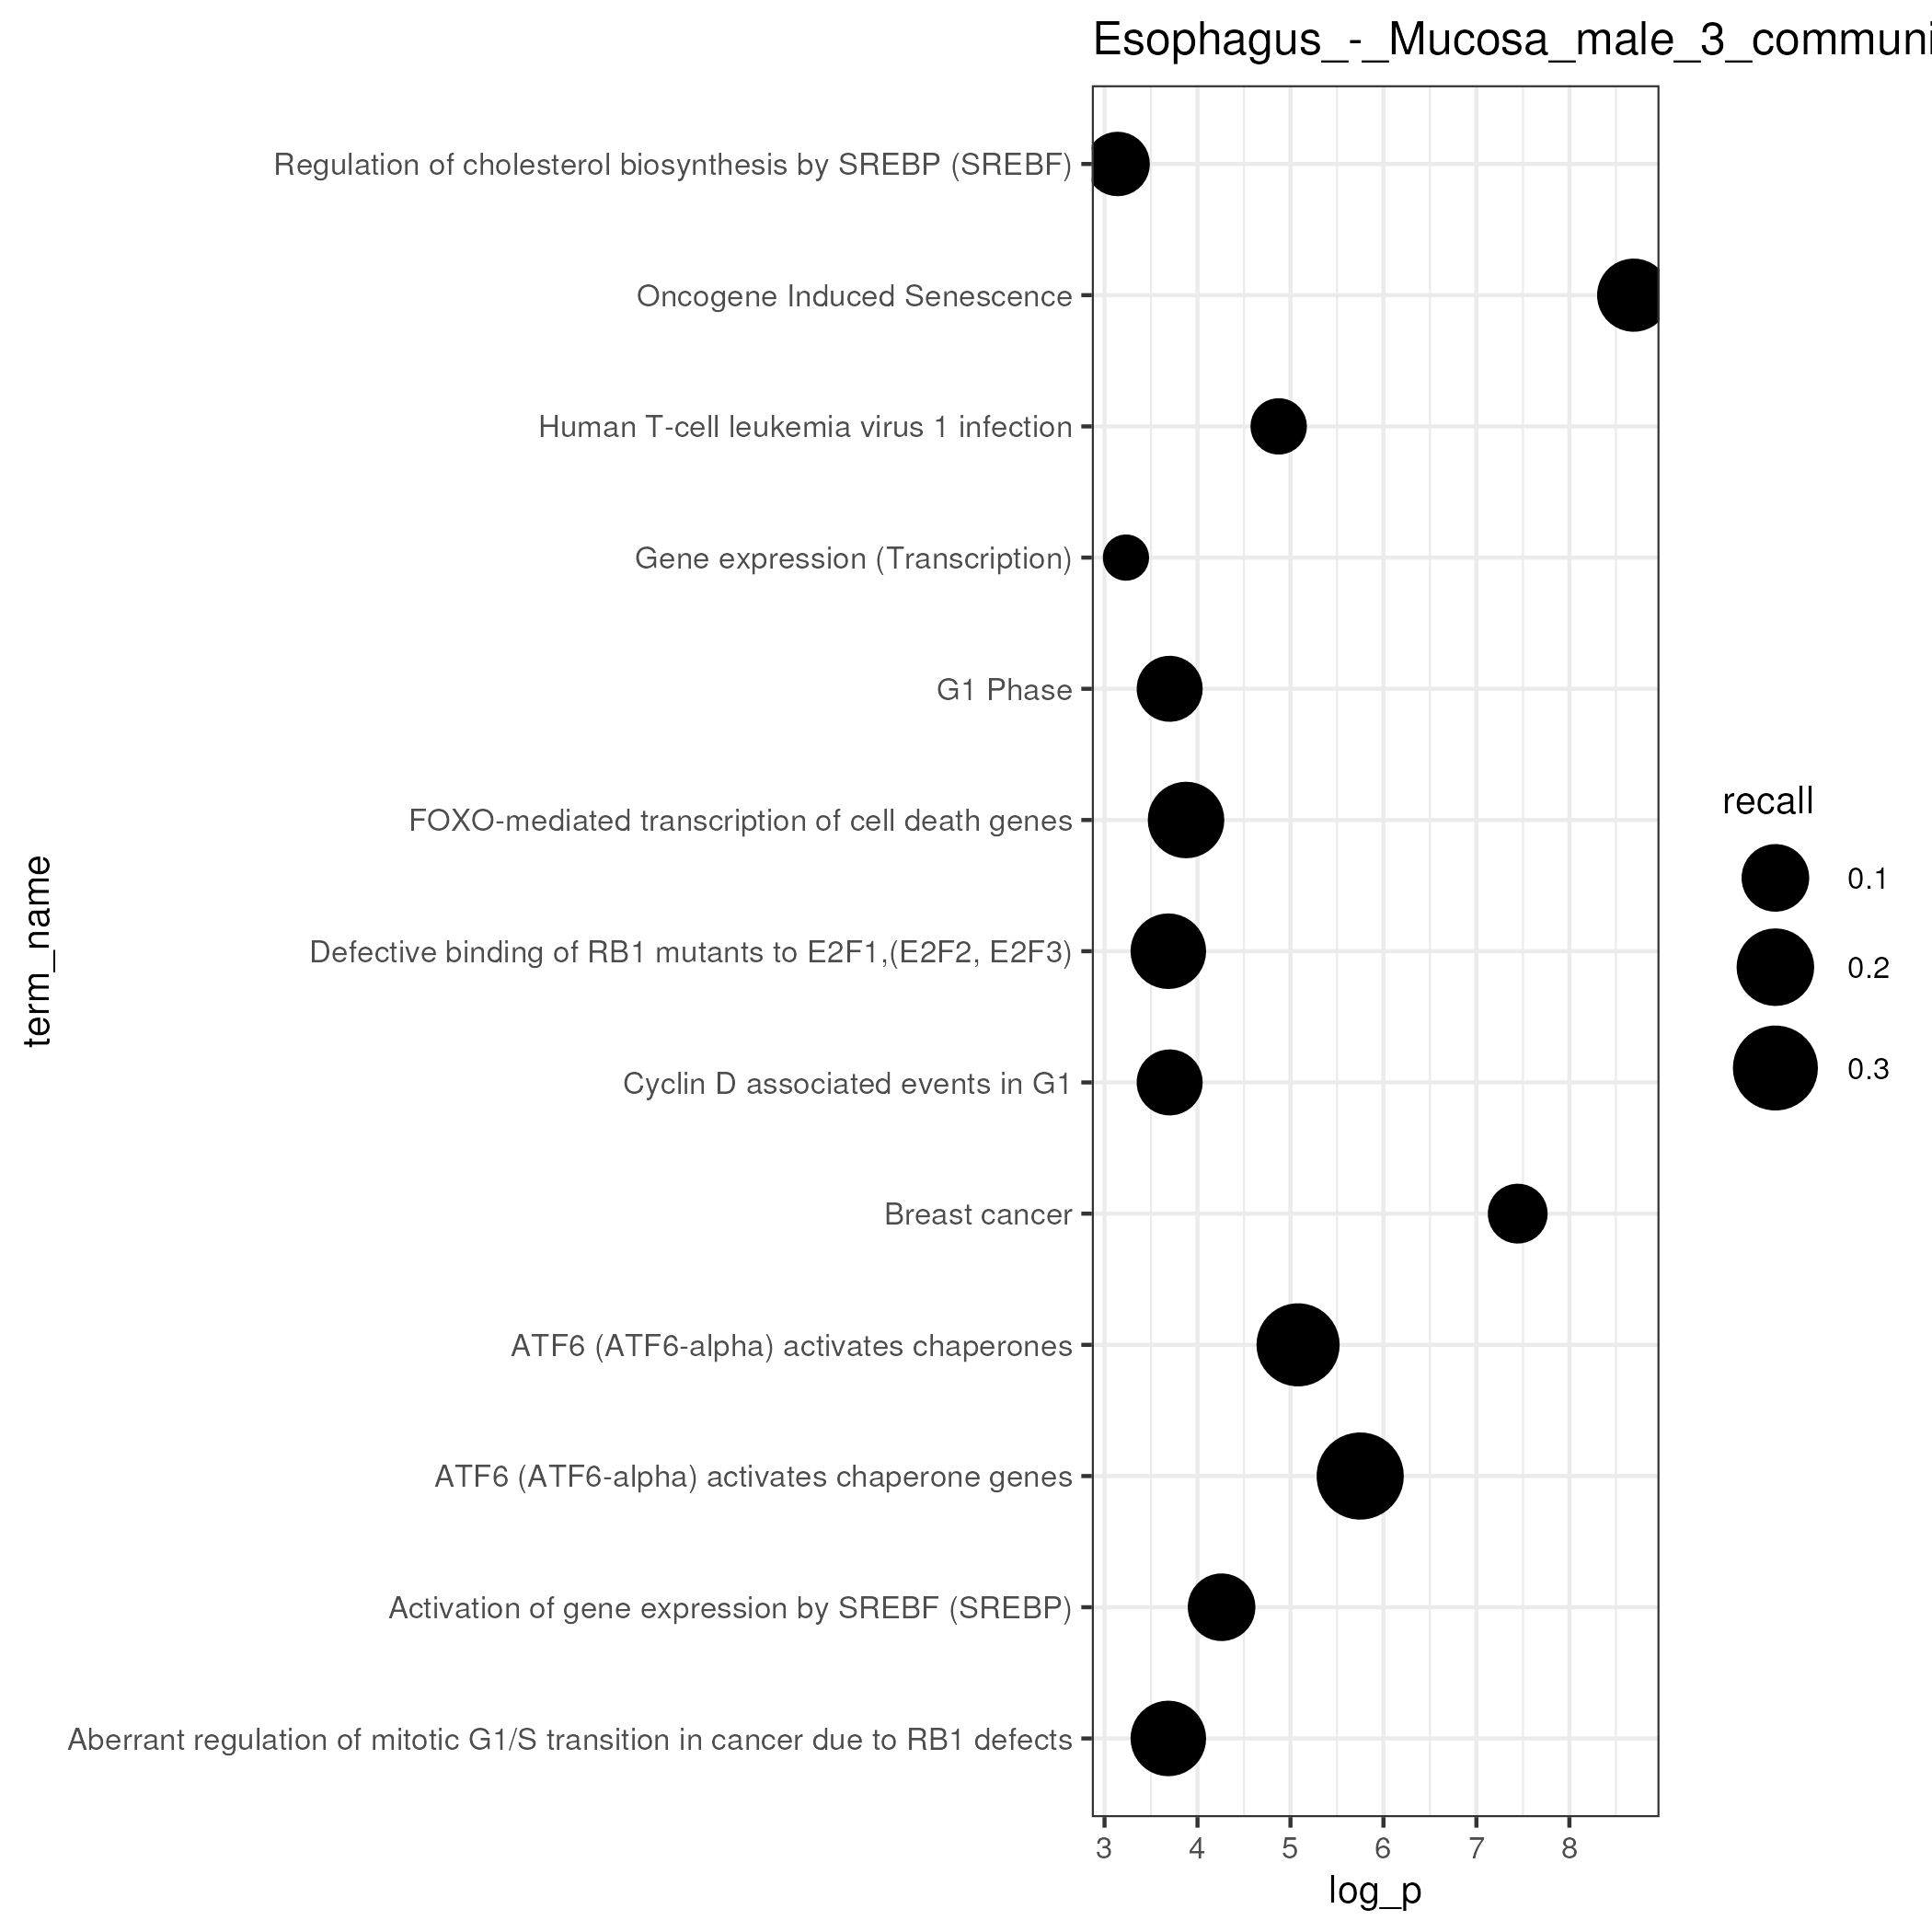 Esophagus_-_Mucosa_male_3_communi
Regulation of cholesterol biosynthesis by SREBP (SREBF)
Oncogene Induced Senescence
Human T-cell leukemia virus 1 infection
Gene expression (Transcription)
G1 Phase
FOXO-mediated transcription of cell death genes
Defective binding of RB1 mutants to E2F1,(E2F2, E2F3)
Cyclin D associated events in G1
Breast cancer
ATF6 (ATF6-alpha) activates chaperones
ATF6 (ATF6-alpha) activates chaperone genes
Activation of gene expression by SREBF (SREBP)
Aberrant regulation of mitotic G1/S transition in cancer due to RB1 defects
term_name
3 4 5 6 7 8
log_p
recall
0.1
0.2
0.3